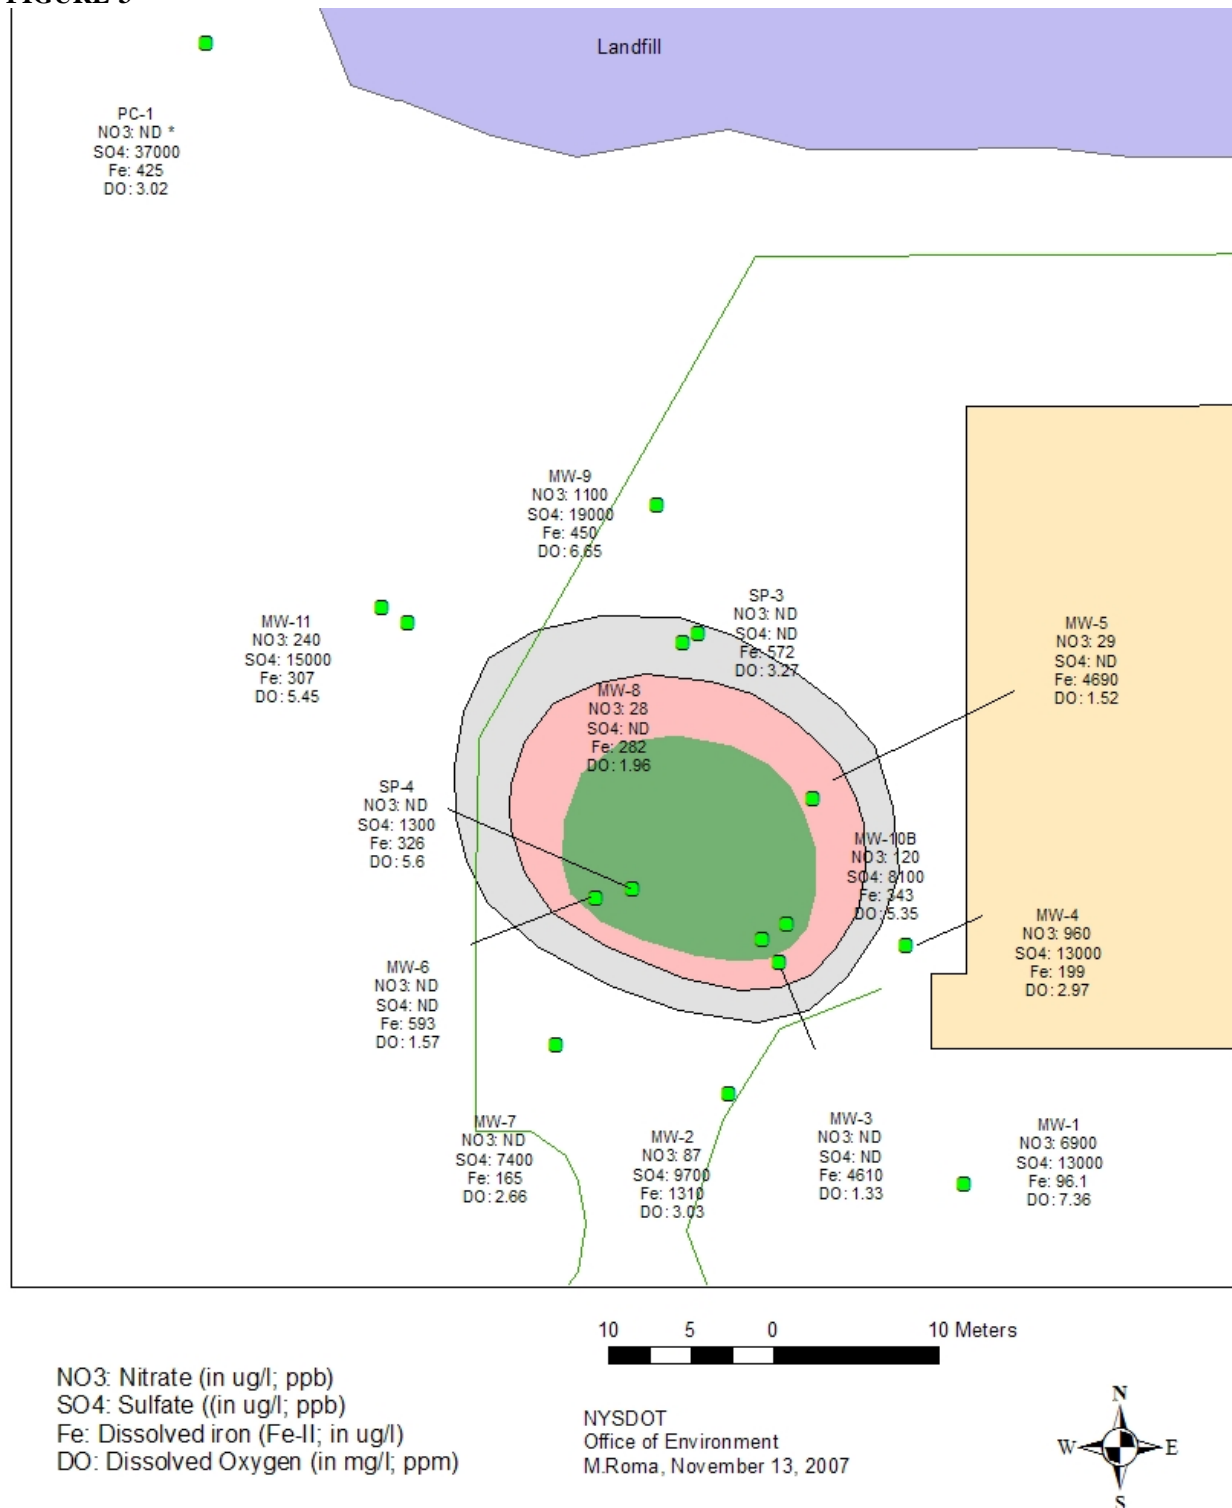 Landfill
PC-1
NO3: ND *
SO4: 37000
Fe: 425
DO: 3.02
MW-9
NO3: 1100
SO4: 19000
Fe: 450
DO: 6.65
SP-3
NO3: ND
SO4: ND
Fe: 572
DO: 3.27
MW-11
NO3: 240
SO4: 15000
Fe: 307
DO: 5.45
MW-5
NO3: 29
SO4: ND
Fe: 4690
DO: 1.52
MW-8
NO3: 28
SO4: ND
Fe: 282
DO: 1.96
SP-4
NO3: ND
SO4: 1300
Fe: 326
DO: 5.6
MW-10B
NO3: 120
SO4: 8100
Fe: 343
DO: 5.35
MW-4
NO3: 960
SO4: 13000
Fe: 199
DO: 2.97
MW-6
NO3: ND
SO4: ND
Fe: 593
DO: 1.57
MW-7
NO3: ND
SO4: 7400
Fe: 165
DO: 2.66
MW-2
NO3: 87
SO4: 9700
Fe: 1310
DO: 3.03
MW-3
NO3: ND
SO4: ND
Fe: 4610
DO: 1.33
MW-1
NO3: 6900
SO4: 13000
Fe: 96.1
DO: 7.36
10 5 0 10 Meters
NO3: Nitrate (in ug/l; ppb)
SO4: Sulfate ((in ug/l; ppb)
Fe: Dissolved iron (Fe-II; in ug/l)
DO: Dissolved Oxygen (in mg/l; ppm)
NYSDOT
Office of Environment
M.Roma, November 13, 2007
N
W E
S